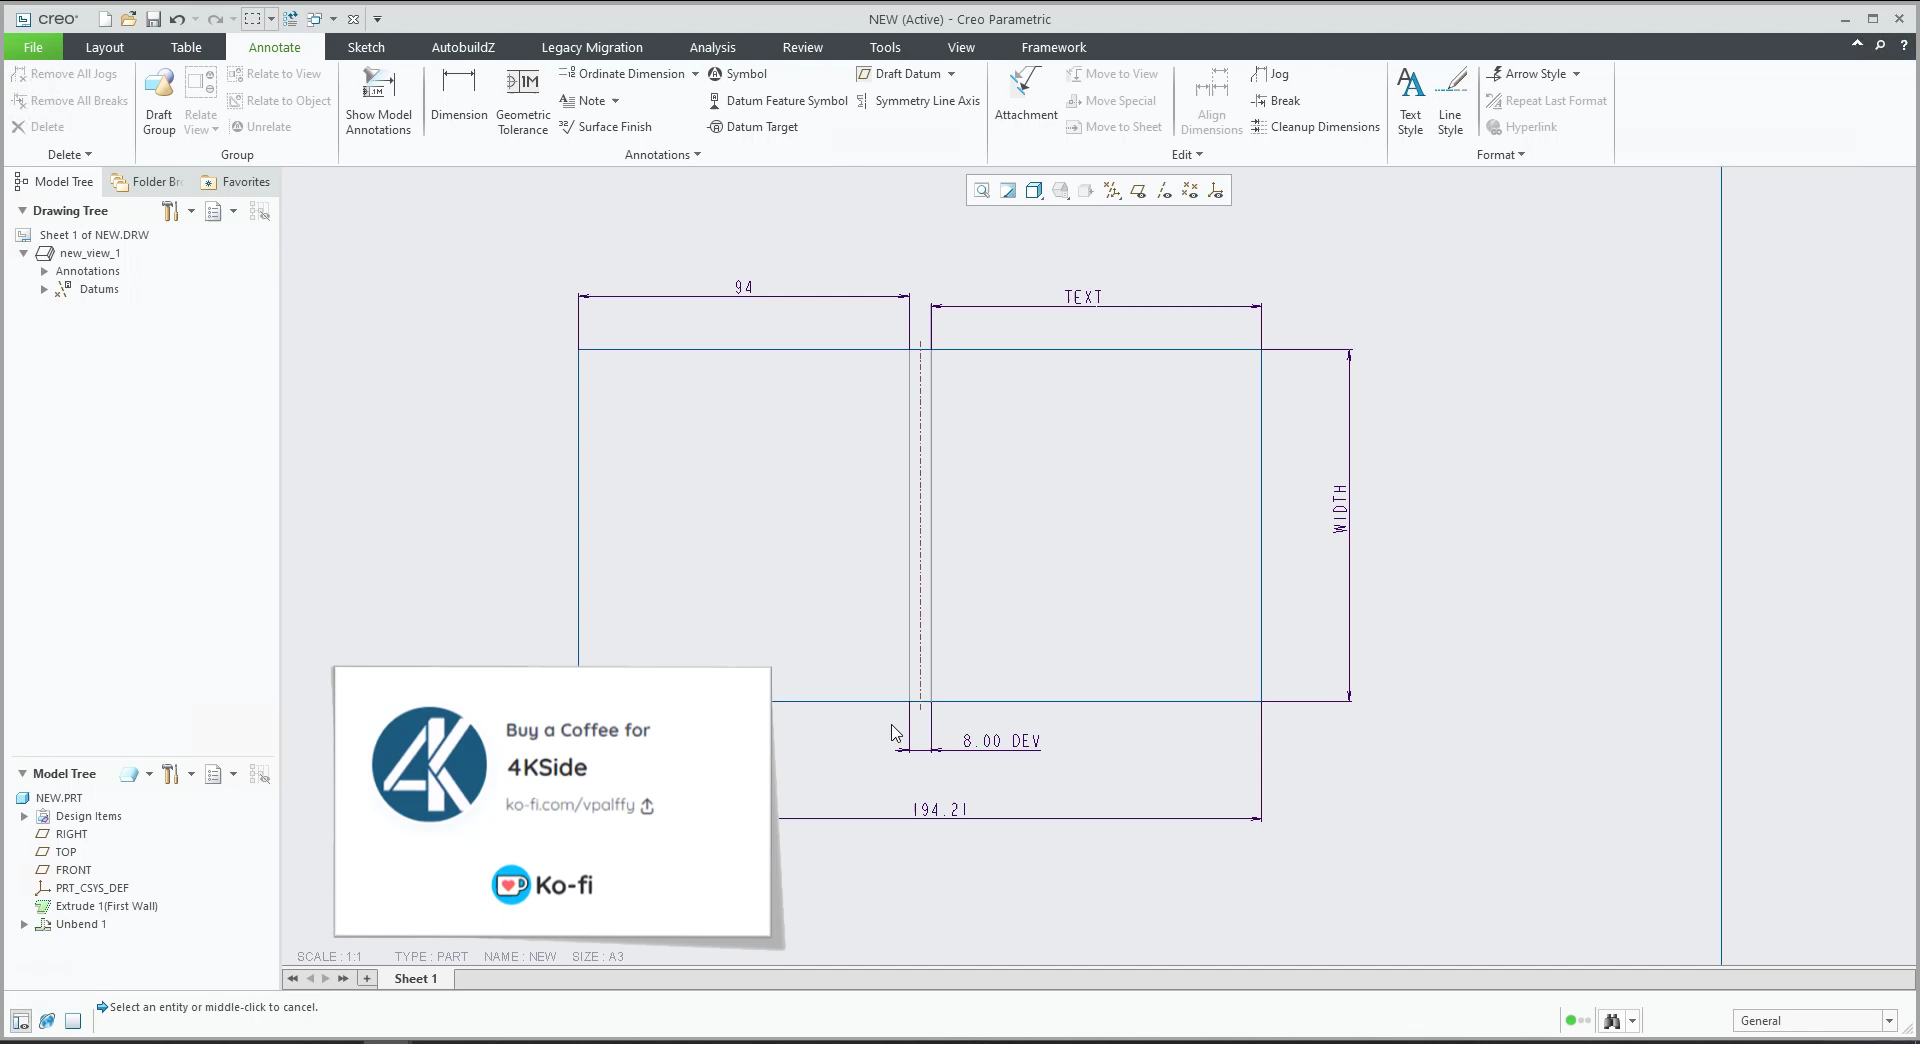 creo®
NEW (Active) - Creo Parametric
File
Layout
Table
Annotate
Sketch
AutobuildZ
Legacy Migration
Analysis
Review
Tools
View
Framework
Remove All Jogs
Remove All Breaks
Delete
Delete
Draft Group
Relate View
Relate to View
Relate to Object
Unrelate
Group
Show Model Annotations
Dimension
Geometric Tolerance
Ordinate Dimension
Note
Surface Finish
Symbol
Datum Feature Symbol
Datum Target
Draft Datum
Symmetry Line Axis
Annotations
Attachment
Move to View
Move Special
Move to Sheet
Align Dimensions
Jog
Break
Cleanup Dimensions
Edit
Text Style
Line Style
Arrow Style
Repeat Last Format
Hyperlink
Format
Model Tree
Folder Br
Favorites
Drawing Tree
Sheet 1 of NEW.DRW
new_view_1
Annotations
Datums
94
TEXT
WIDTH
8.00 DEV
194.21
Model Tree
NEW.PRT
Design Items
RIGHT
TOP
FRONT
PRT_CSYS_DEF
Extrude 1(First Wall)
Unbend 1
Buy a Coffee for
4KSide
ko-fi.com/vpalffy
Ko-fi
SCALE : 1:1 TYPE : PART NAME : NEW SIZE : A3
Sheet 1
Select an entity or middle-click to cancel.
General